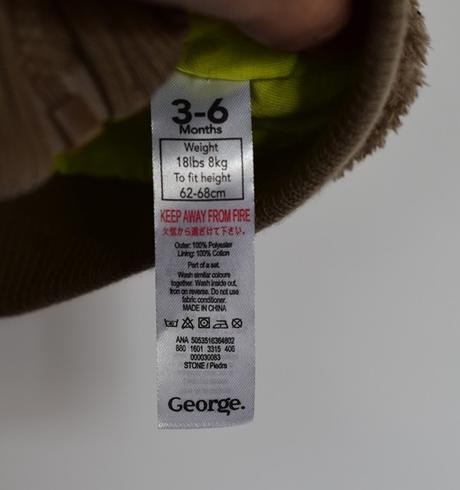 3-6
Months
Weight
18lbs 8kg
To fit height
62-68cm
KEEP AWAY FROM FIRE
火気から遠ざけて下さい。
Outer: 100% Polyester
Lining: 100% Cotton
Part of a set.
Wash similar colours
together. Wash inside out,
Iron on reverse. Do not use
fabric conditioner.
MADE IN CHINA
ANA 5053516364802
880 1601 3315 406
000030083
STONE / Piedra
George.